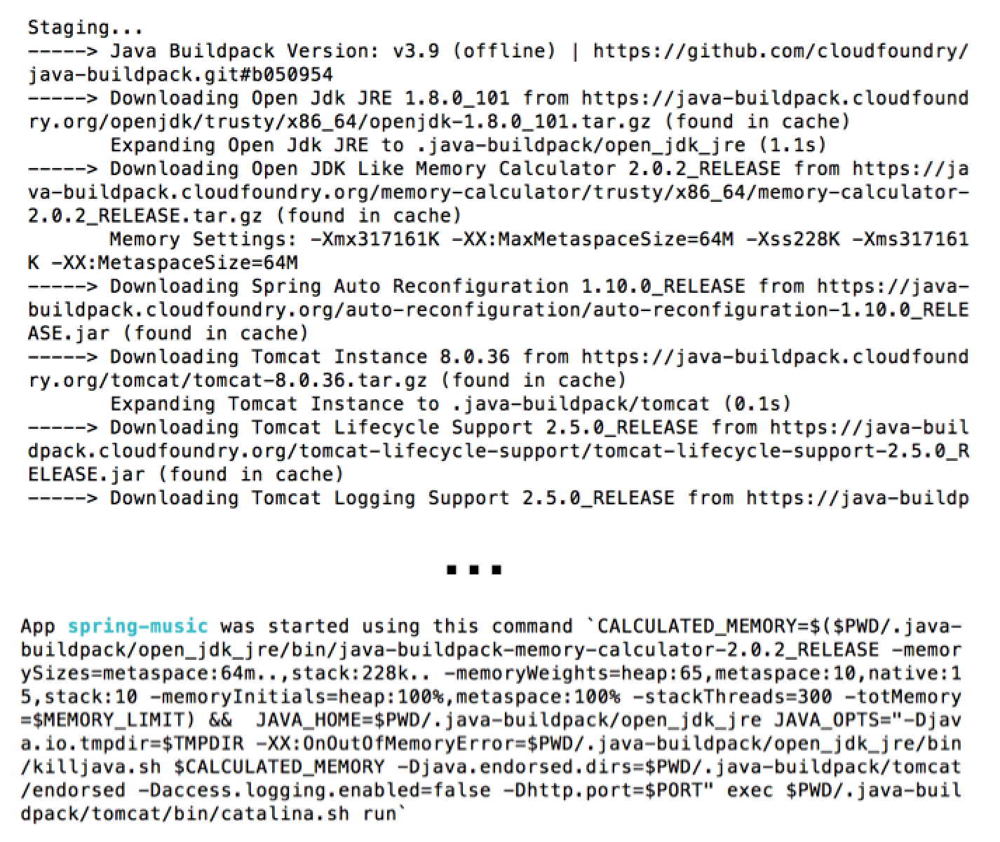 Staging...
-----> Java Buildpack Version: v3.9 (offline) | https://github.com/cloudfoundry/
java-buildpack.git#b050954
-----> Downloading Open Jdk JRE 1.8.0_101 from https://java-buildpack.cloudfound
ry.org/openjdk/trusty/x86_64/openjdk-1.8.0_101.tar.gz (found in cache)
       Expanding Open Jdk JRE to .java-buildpack/open_jdk_jre (1.1s)
-----> Downloading Open JDK Like Memory Calculator 2.0.2_RELEASE from https://ja
va-buildpack.cloudfoundry.org/memory-calculator/trusty/x86_64/memory-calculator-
2.0.2_RELEASE.tar.gz (found in cache)
       Memory Settings: -Xmx317161K -XX:MaxMetaspaceSize=64M -Xss228K -Xms317161
K -XX:MetaspaceSize=64M
-----> Downloading Spring Auto Reconfiguration 1.10.0_RELEASE from https://java-
buildpack.cloudfoundry.org/auto-reconfiguration/auto-reconfiguration-1.10.0_RELE
ASE.jar (found in cache)
-----> Downloading Tomcat Instance 8.0.36 from https://java-buildpack.cloudfound
ry.org/tomcat/tomcat-8.0.36.tar.gz (found in cache)
       Expanding Tomcat Instance to .java-buildpack/tomcat (0.1s)
-----> Downloading Tomcat Lifecycle Support 2.5.0_RELEASE from https://java-buil
dpack.cloudfoundry.org/tomcat-lifecycle-support/tomcat-lifecycle-support-2.5.0_R
ELEASE.jar (found in cache)
-----> Downloading Tomcat Logging Support 2.5.0_RELEASE from https://java-buildp
...
App spring-music was started using this command `CALCULATED_MEMORY=$($PWD/.java-
buildpack/open_jdk_jre/bin/java-buildpack-memory-calculator-2.0.2_RELEASE -memor
ySizes=metaspace:64m..,stack:228k.. -memoryWeights=heap:65,metaspace:10,native:1
5,stack:10 -memoryInitials=heap:100%,metaspace:100% -stackThreads=300 -totMemory
=$MEMORY_LIMIT) &&  JAVA_HOME=$PWD/.java-buildpack/open_jdk_jre JAVA_OPTS="-Djav
a.io.tmpdir=$TMPDIR -XX:OnOutOfMemoryError=$PWD/.java-buildpack/open_jdk_jre/bin
/killjava.sh $CALCULATED_MEMORY -Djava.endorsed.dirs=$PWD/.java-buildpack/tomcat
/endorsed -Daccess.logging.enabled=false -Dhttp.port=$PORT" exec $PWD/.java-buil
dpack/tomcat/bin/catalina.sh run`